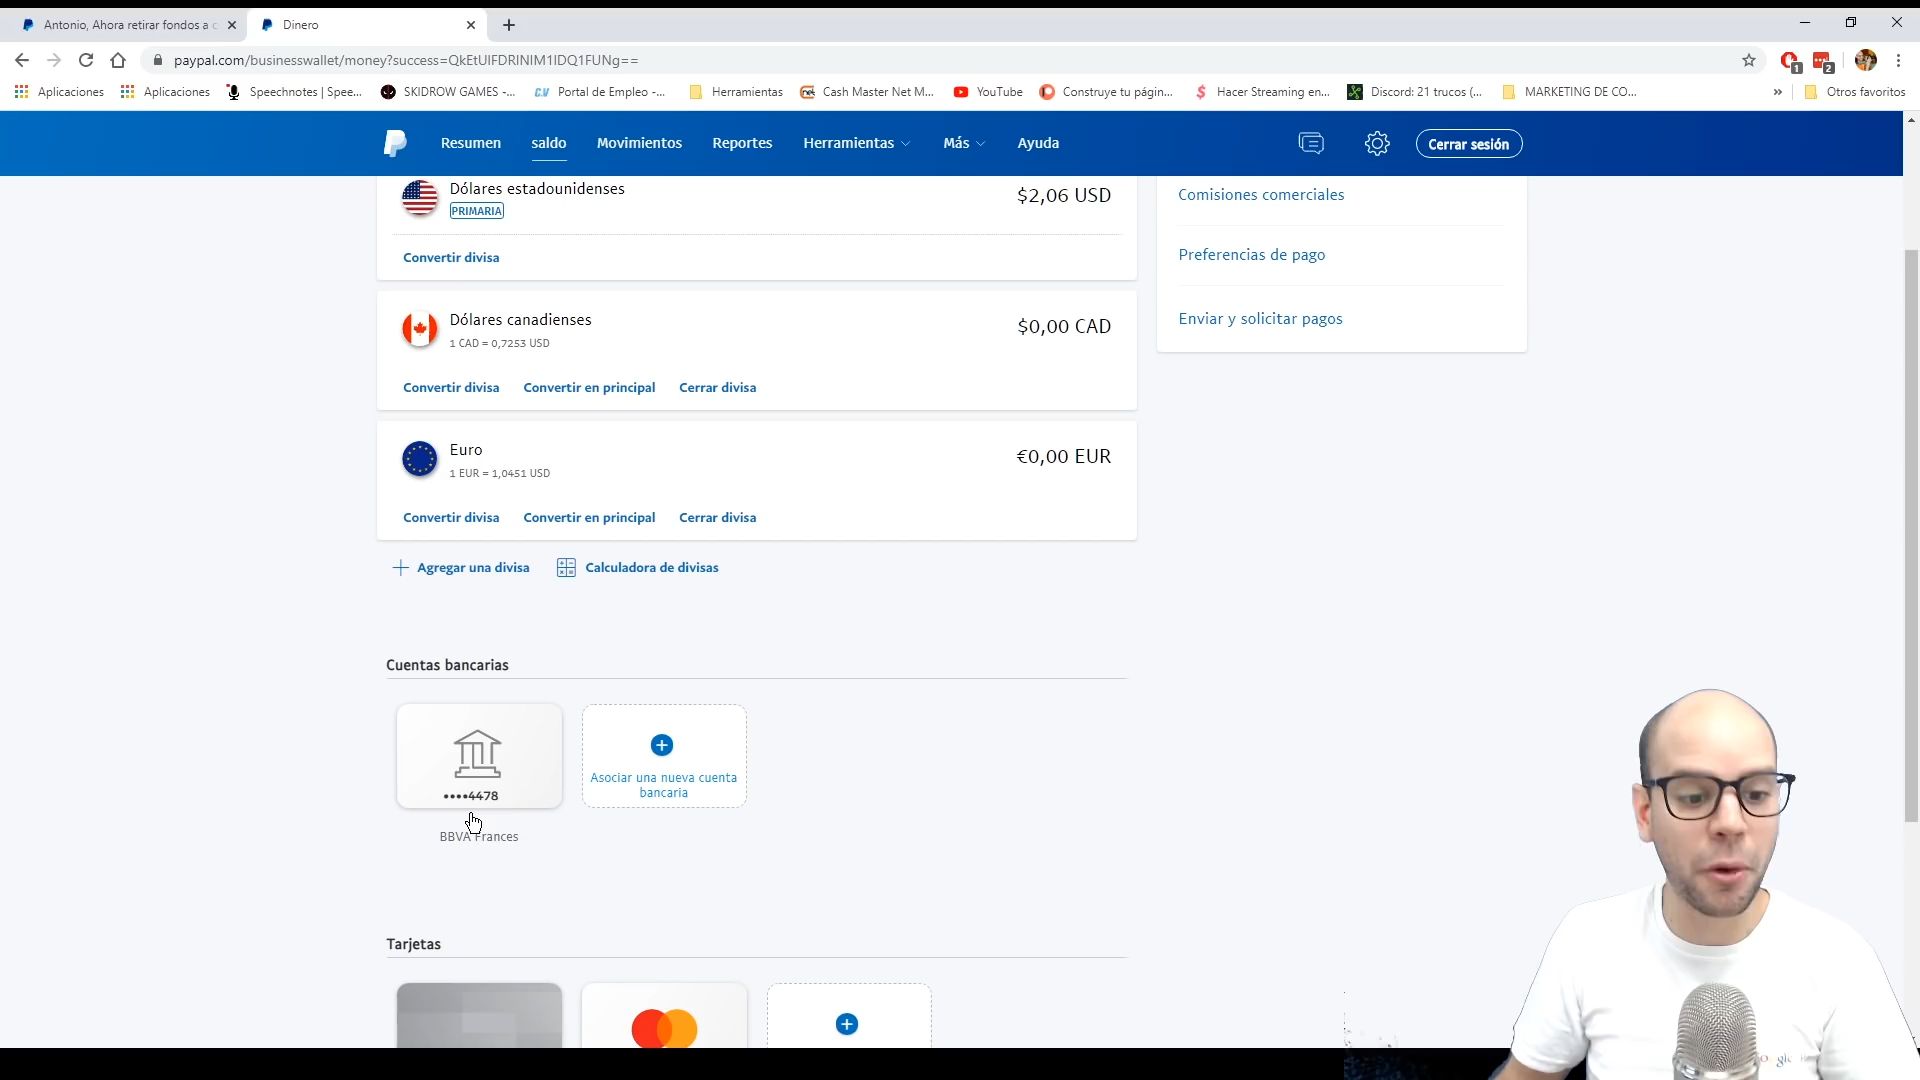 Antonio, Ahora retirar fondos a c
Dinero
paypal.com/businesswallet/money?success=QkEtUIFDRINIM1IDQ1FUNg==
1
2
Aplicaciones
Aplicaciones
Speechnotes | Spee...
SKIDROW GAMES -...
Portal de Empleo -...
Herramientas
Cash Master Net M...
YouTube
Construye tu págin...
Hacer Streaming en...
Discord: 21 trucos (...
MARKETING DE CO...
»
Otros favoritos
Resumen
saldo
Movimientos
Reportes
Herramientas
Más
Ayuda
Cerrar sesión
Dólares estadounidenses
PRIMARIA
$2,06 USD
Convertir divisa
Dólares canadienses
1 CAD = 0,7253 USD
$0,00 CAD
Convertir divisa
Convertir en principal
Cerrar divisa
Euro
1 EUR = 1,0451 USD
€0,00 EUR
Convertir divisa
Convertir en principal
Cerrar divisa
Agregar una divisa
Calculadora de divisas
Comisiones comerciales
Preferencias de pago
Enviar y solicitar pagos
Cuentas bancarias
••••4478
BBVA Frances
Asociar una nueva cuenta
bancaria
Tarjetas